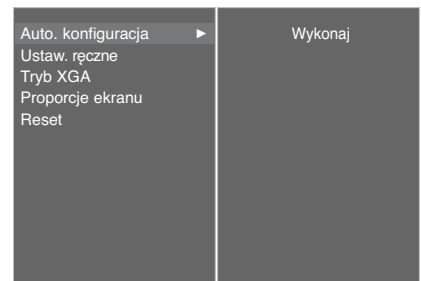 Auto. konfiguracja ►
Wykonaj
Ustaw. ręczne
Tryb XGA
Proporcje ekranu
Reset